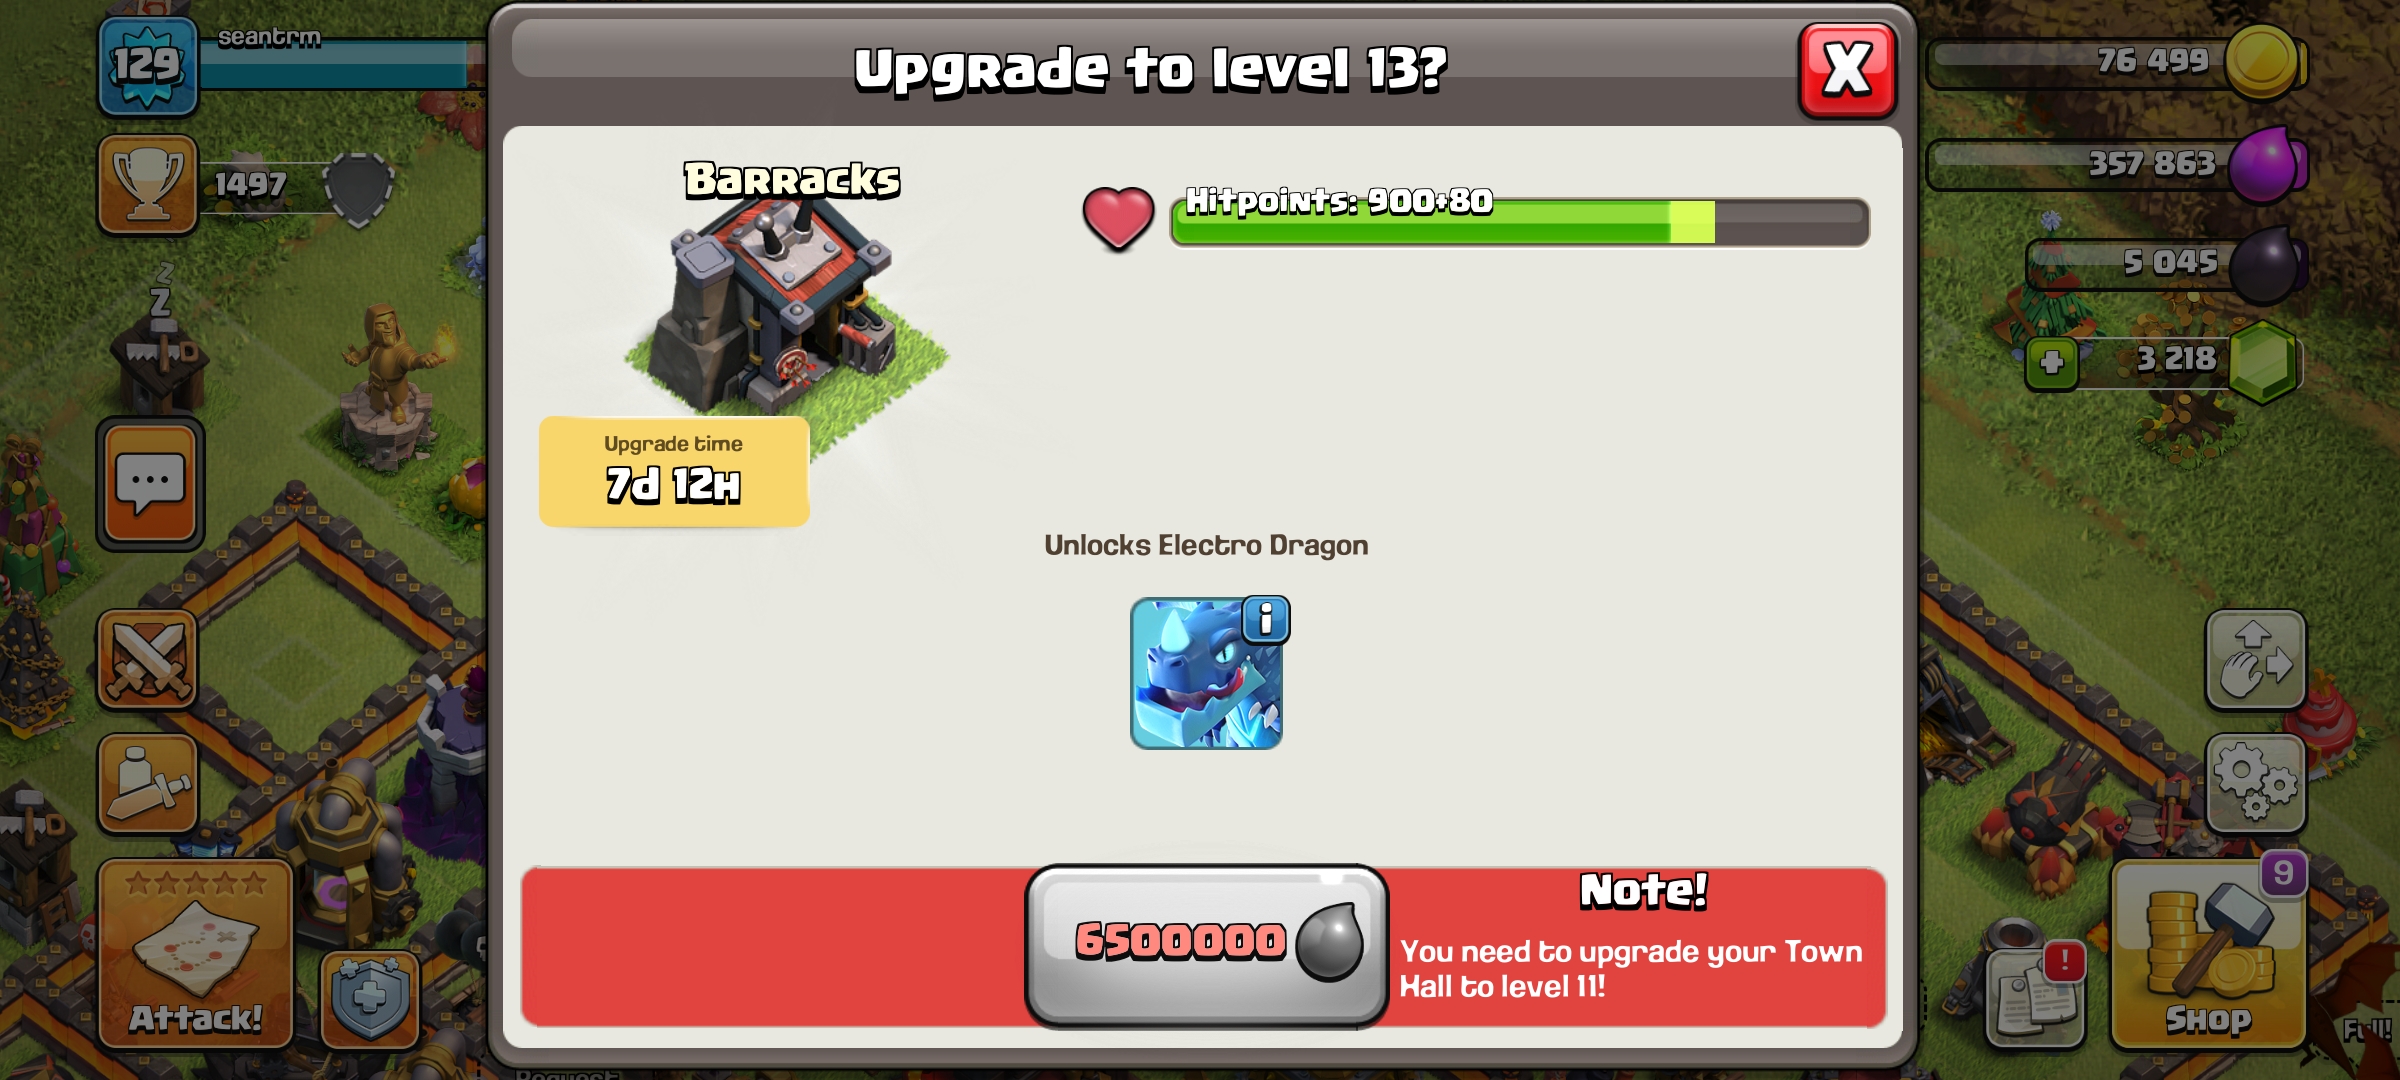 129
seantrm
1497
Z
Z
Attack!
Upgrade to level 13?
X
Barracks
Hitpoints: 900+80
Upgrade time
7d 12H
Unlocks Electro Dragon
i
6500000
Note!
You need to upgrade your Town
Hall to level 11!
76 499
357 863
5 045
+
3 218
9
!
Shop
Full!
Request